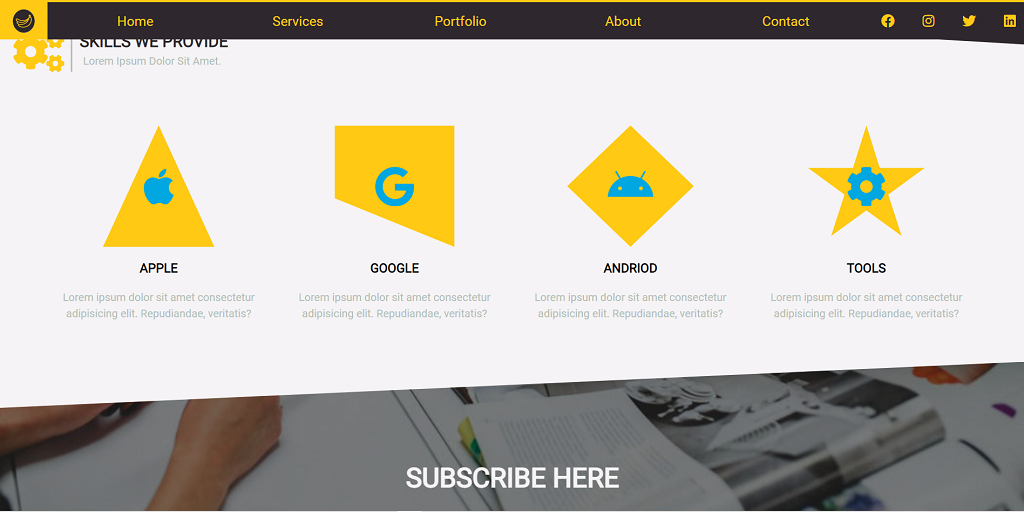 Home Services Portfolio About Contact
SKILLS WE PROVIDE
Lorem Ipsum Dolor Sit Amet.
APPLE
Lorem ipsum dolor sit amet consectetur
adipisicing elit. Repudiandae, veritatis?
GOOGLE
Lorem ipsum dolor sit amet consectetur
adipisicing elit. Repudiandae, veritatis?
ANDRIOD
Lorem ipsum dolor sit amet consectetur
adipisicing elit. Repudiandae, veritatis?
TOOLS
Lorem ipsum dolor sit amet consectetur
adipisicing elit. Repudiandae, veritatis?
SUBSCRIBE HERE